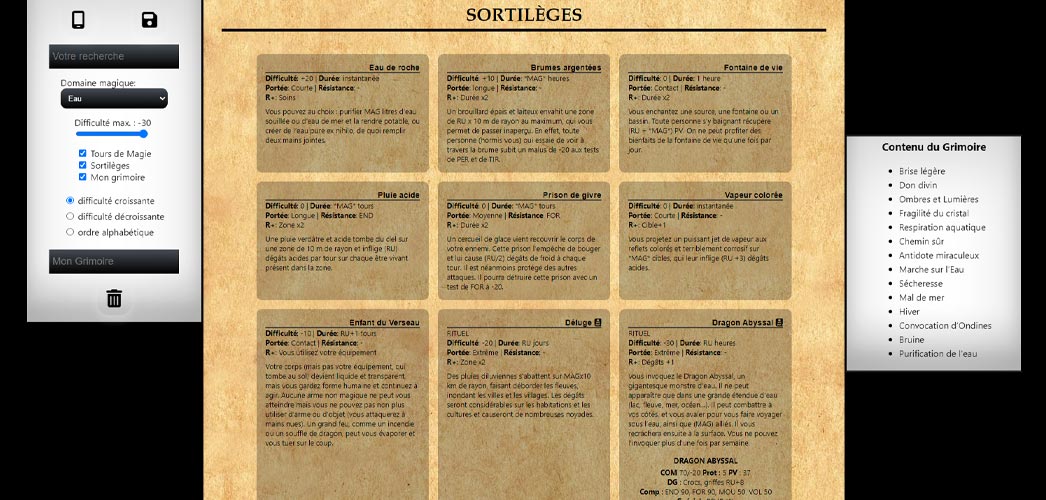 Votre recherche
Domaine magique:
Eau
Difficulté max. : -30
Tours de Magie
Sortilèges
Mon grimoire
difficulté croissante
difficulté décroissante
ordre alphabétique
Mon Grimoire
SORTILÈGES
Eau de roche
Difficulté: +20 | Durée: instantanée
Portée: Courte | Résistance: -
R+: Soins
Vous pouvez au choix : purifier MAG litres d'eau
souillée ou d'eau de mer et la rendre potable, ou
créer de l'eau pure ex nihilo, de quoi remplir
deux mains jointes.
Brumes argentées
Difficulté: +10 | Durée: "MAG" heures
Portée: longue | Résistance: -
R+: Durée x2
Un brouillard épais et laiteux envahit une zone
de RU x 10 m de rayon au maximum, qui vous
permet de passer inaperçu. En effet, toute
personne (hormis vous) qui essaie de voir à
travers la brume subit un malus de -20 aux tests
de PER et de TIR.
Fontaine de vie
Difficulté: 0 | Durée: 1 heure
Portée: Contact | Résistance: -
R+: Durée x2
Vous enchantez une source, une fontaine ou un
bassin. Toute personne s'y baignant récupère
(RU + "MAG") PV. On ne peut profiter des
bienfaits de la fontaine de vie qu'une fois par
jour.
Pluie acide
Difficulté: 0 | Durée: "MAG" tours
Portée: Longue | Résistance: END
R+: Zone x2
Une pluie verdâtre et acide tombe du ciel sur
une zone de 10 m de rayon et inflige (RU)
dégâts acides par tour sur chaque être vivant
présent dans la zone.
Prison de givre
Difficulté: 0 | Durée: "MAG" tours
Portée: Moyenne | Résistance: FOR
R+: Durée x2
Un cercueil de glace vient recouvrir le corps de
votre ennemi. Cette prison l'empêche de bouger
et lui cause (RU/2) dégâts de froid à chaque
tour. Il est néanmoins protégé des autres
attaques. Il pourra détruire cette prison avec un
test de FOR à -20.
Vapeur colorée
Difficulté: 0 | Durée: instantanée
Portée: Courte | Résistance: -
R+: Cible+1
Vous projetez un puissant jet de vapeur aux
reflets colorés et terriblement corrosif sur
"MAG" cibles, qui leur inflige (RU +3) dégâts
acides.
Enfant du Verseau
Difficulté: -10 | Durée: RU+1 tours
Portée: Contact | Résistance: -
R+: Vous utilisez votre équipement
Votre corps (mais pas votre équipement, qui
tombe au sol) devient liquide et transparent,
mais vous gardez forme humaine et continuez à
agir. Aucune arme non magique ne peut vous
atteindre mais vous ne pouvez pas non plus
utiliser d'arme ou d'objet (vous attaquerez à
mains nues). Un grand feu, comme un incendie
ou un souffle de dragon, peut vous évaporer et
vous tuer sur le coup.
Déluge
RITUEL
Difficulté: -20 | Durée: RU jours
Portée: Extrême | Résistance: -
R+: Zone x2
Des pluies diluviennes s'abattent sur MAGx10
km de rayon, faisant déborder les fleuves,
inondant les villes et les villages. Les dégâts
seront considérables sur les habitations et les
cultures et causeront de nombreuses noyades.
Dragon Abyssal
RITUEL
Difficulté: -30 | Durée: RU heures
Portée: Extrême | Résistance: -
R+: Dégâts +1
Vous invoquez le Dragon Abyssal, un
gigantesque monstre d'eau. Il ne peut
apparaître que dans une grande étendue d'eau
(lac, fleuve, mer, océan...). Il peut combattre à
vos côtés, et vous avaler pour vous faire voyager
sous l'eau, ainsi que (MAG) alliés. Il vous
recrachera ensuite à la surface. Vous ne pouvez
l'invoquer plus d'une fois par semaine.
DRAGON ABYSSAL
COM: 70/-20 Prot : 5 PV : 37
DG : Crocs, griffes RU+8
Comp : END 90, FOR 90, MOU 50, VOL 50
Contenu du Grimoire
Brise légère
Don divin
Ombres et Lumières
Fragilité du cristal
Respiration aquatique
Chemin sûr
Antidote miraculeux
Marche sur l'Eau
Sécheresse
Mal de mer
Hiver
Convocation d'Ondines
Bruine
Purification de l'eau